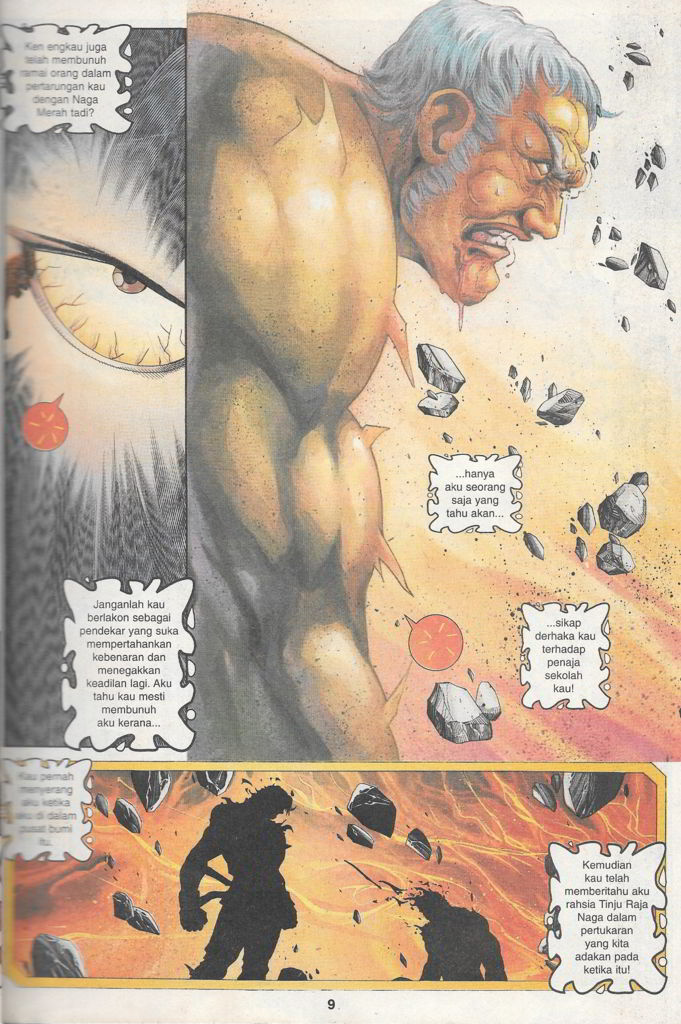 Ken engkau juga
telah membunuh
ramai orang dalam
pertarungan kau
dengan Naga
Merah tadi?
...hanya
aku seorang
saja yang
tahu akan...
Janganlah kau
berlakon sebagai
pendekar yang suka
mempertahankan
kebenaran dan
menegakkan
keadilan lagi. Aku
tahu kau mesti
membunuh
aku kerana...
...sikap
derhaka kau
terhadap
penaja
sekolah
kau!
Kau pernah
menyerang
aku ketika
aku di dalam
pusat bumi
itu.
Kemudian
kau telah
memberitahu aku
rahsia Tinju Raja
Naga dalam
pertukaran
yang kita
adakan pada
ketika itu!
9